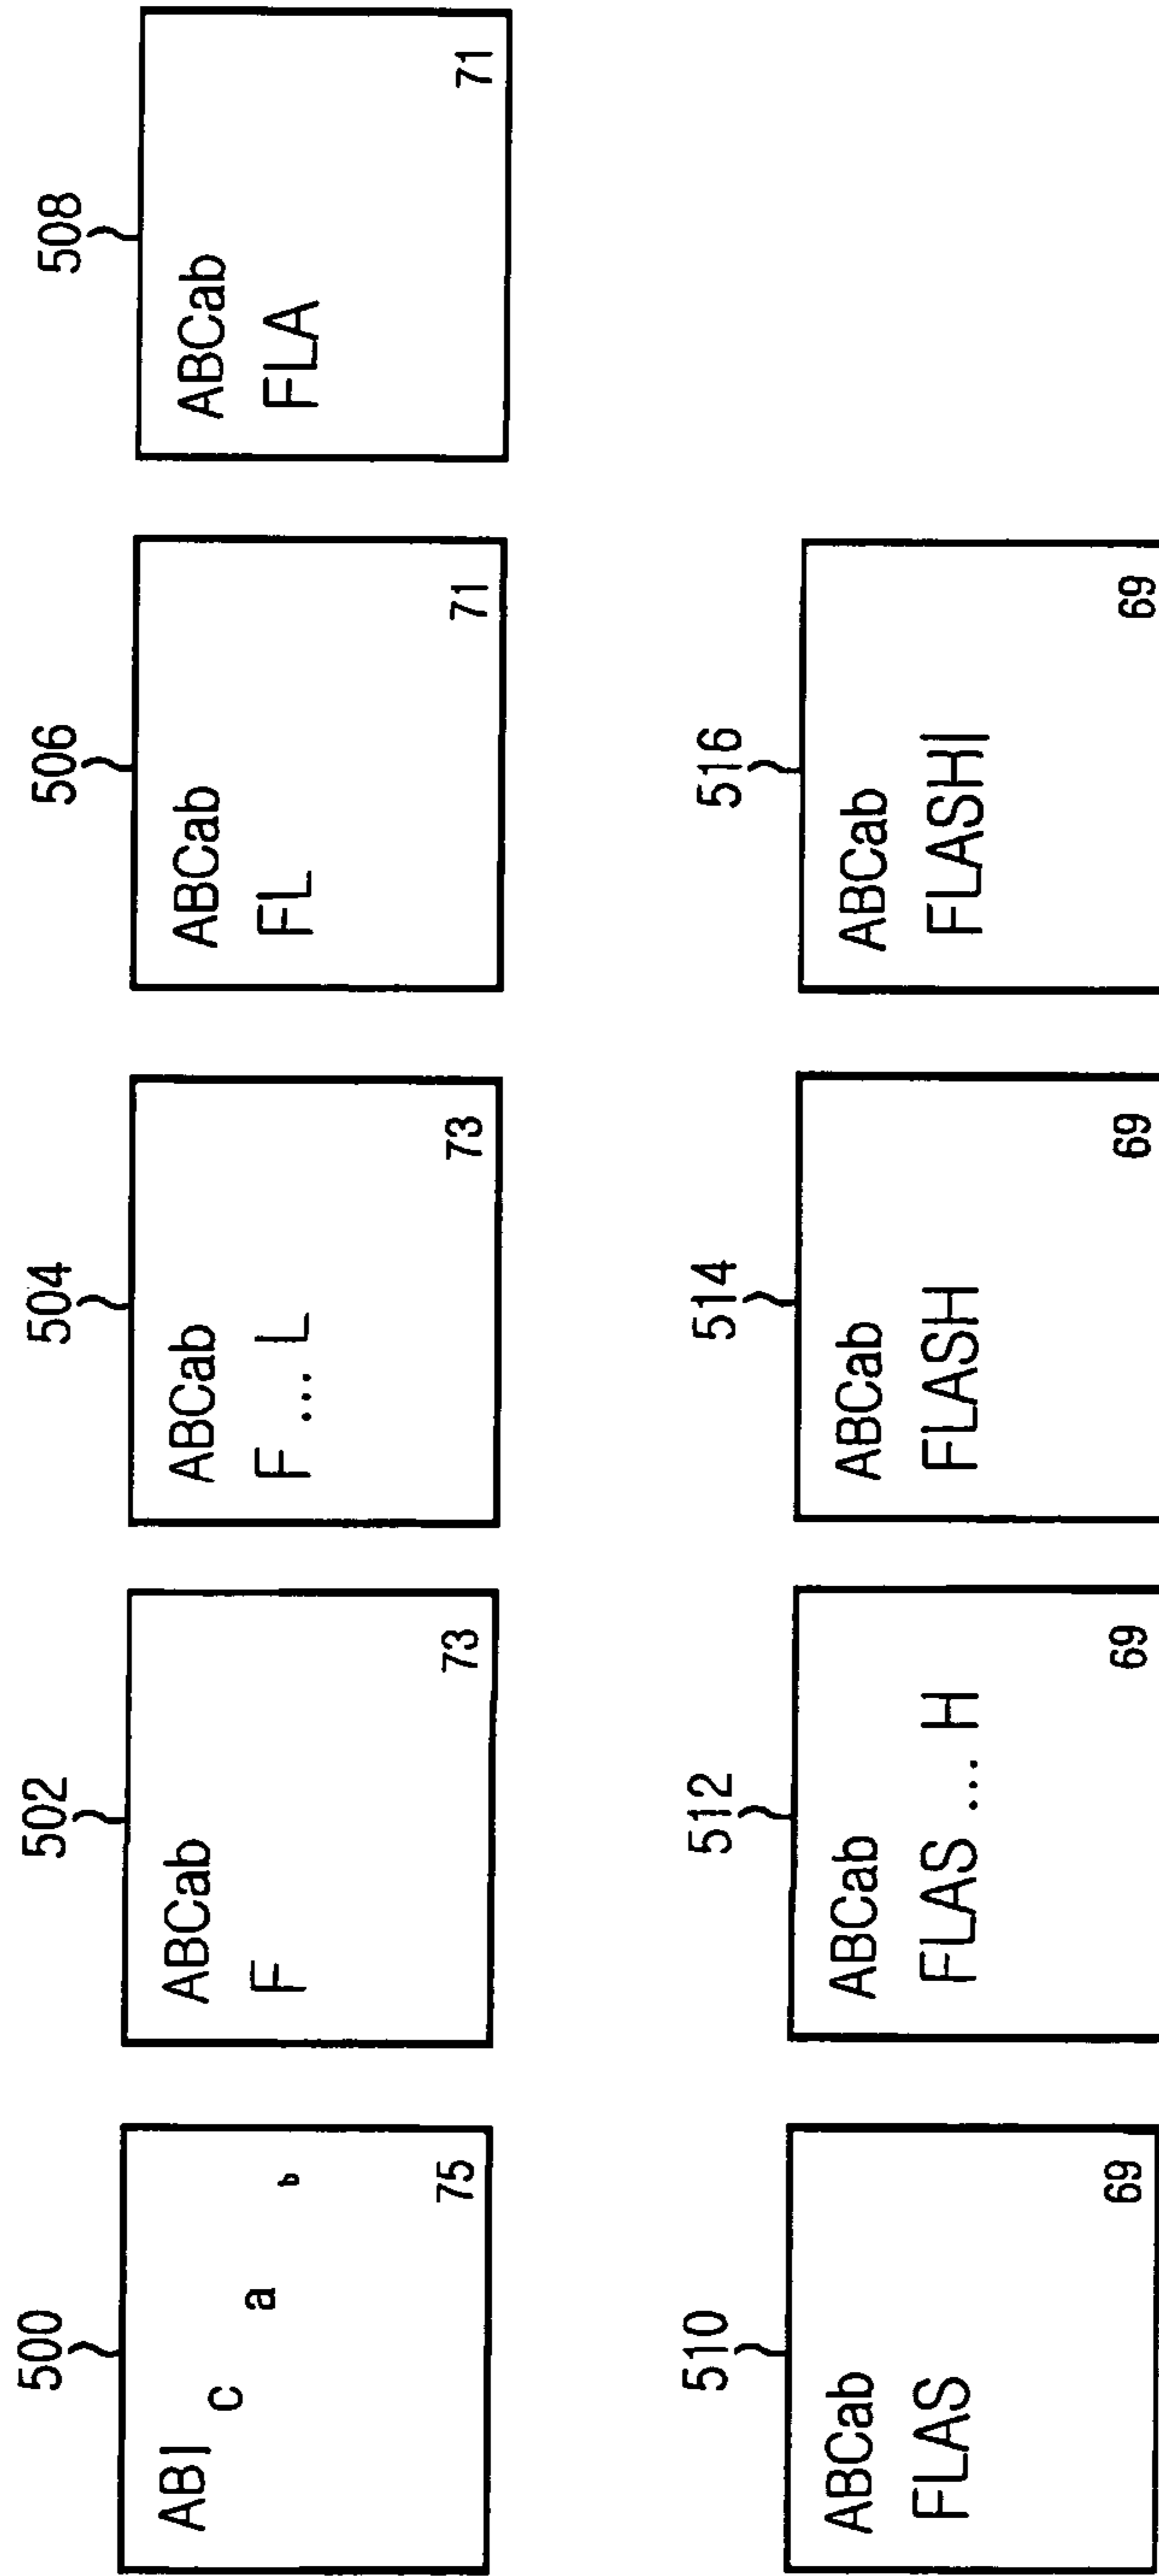 500
ABI
c
a
b
75
502
ABCab
F
73
504
ABCab
F ... L
73
506
ABCab
FL
71
508
ABCab
FLA
71
510
ABCab
FLAS
69
512
ABCab
FLAS ... H
69
514
ABCab
FLASH
69
516
ABCab
FLASH|
69